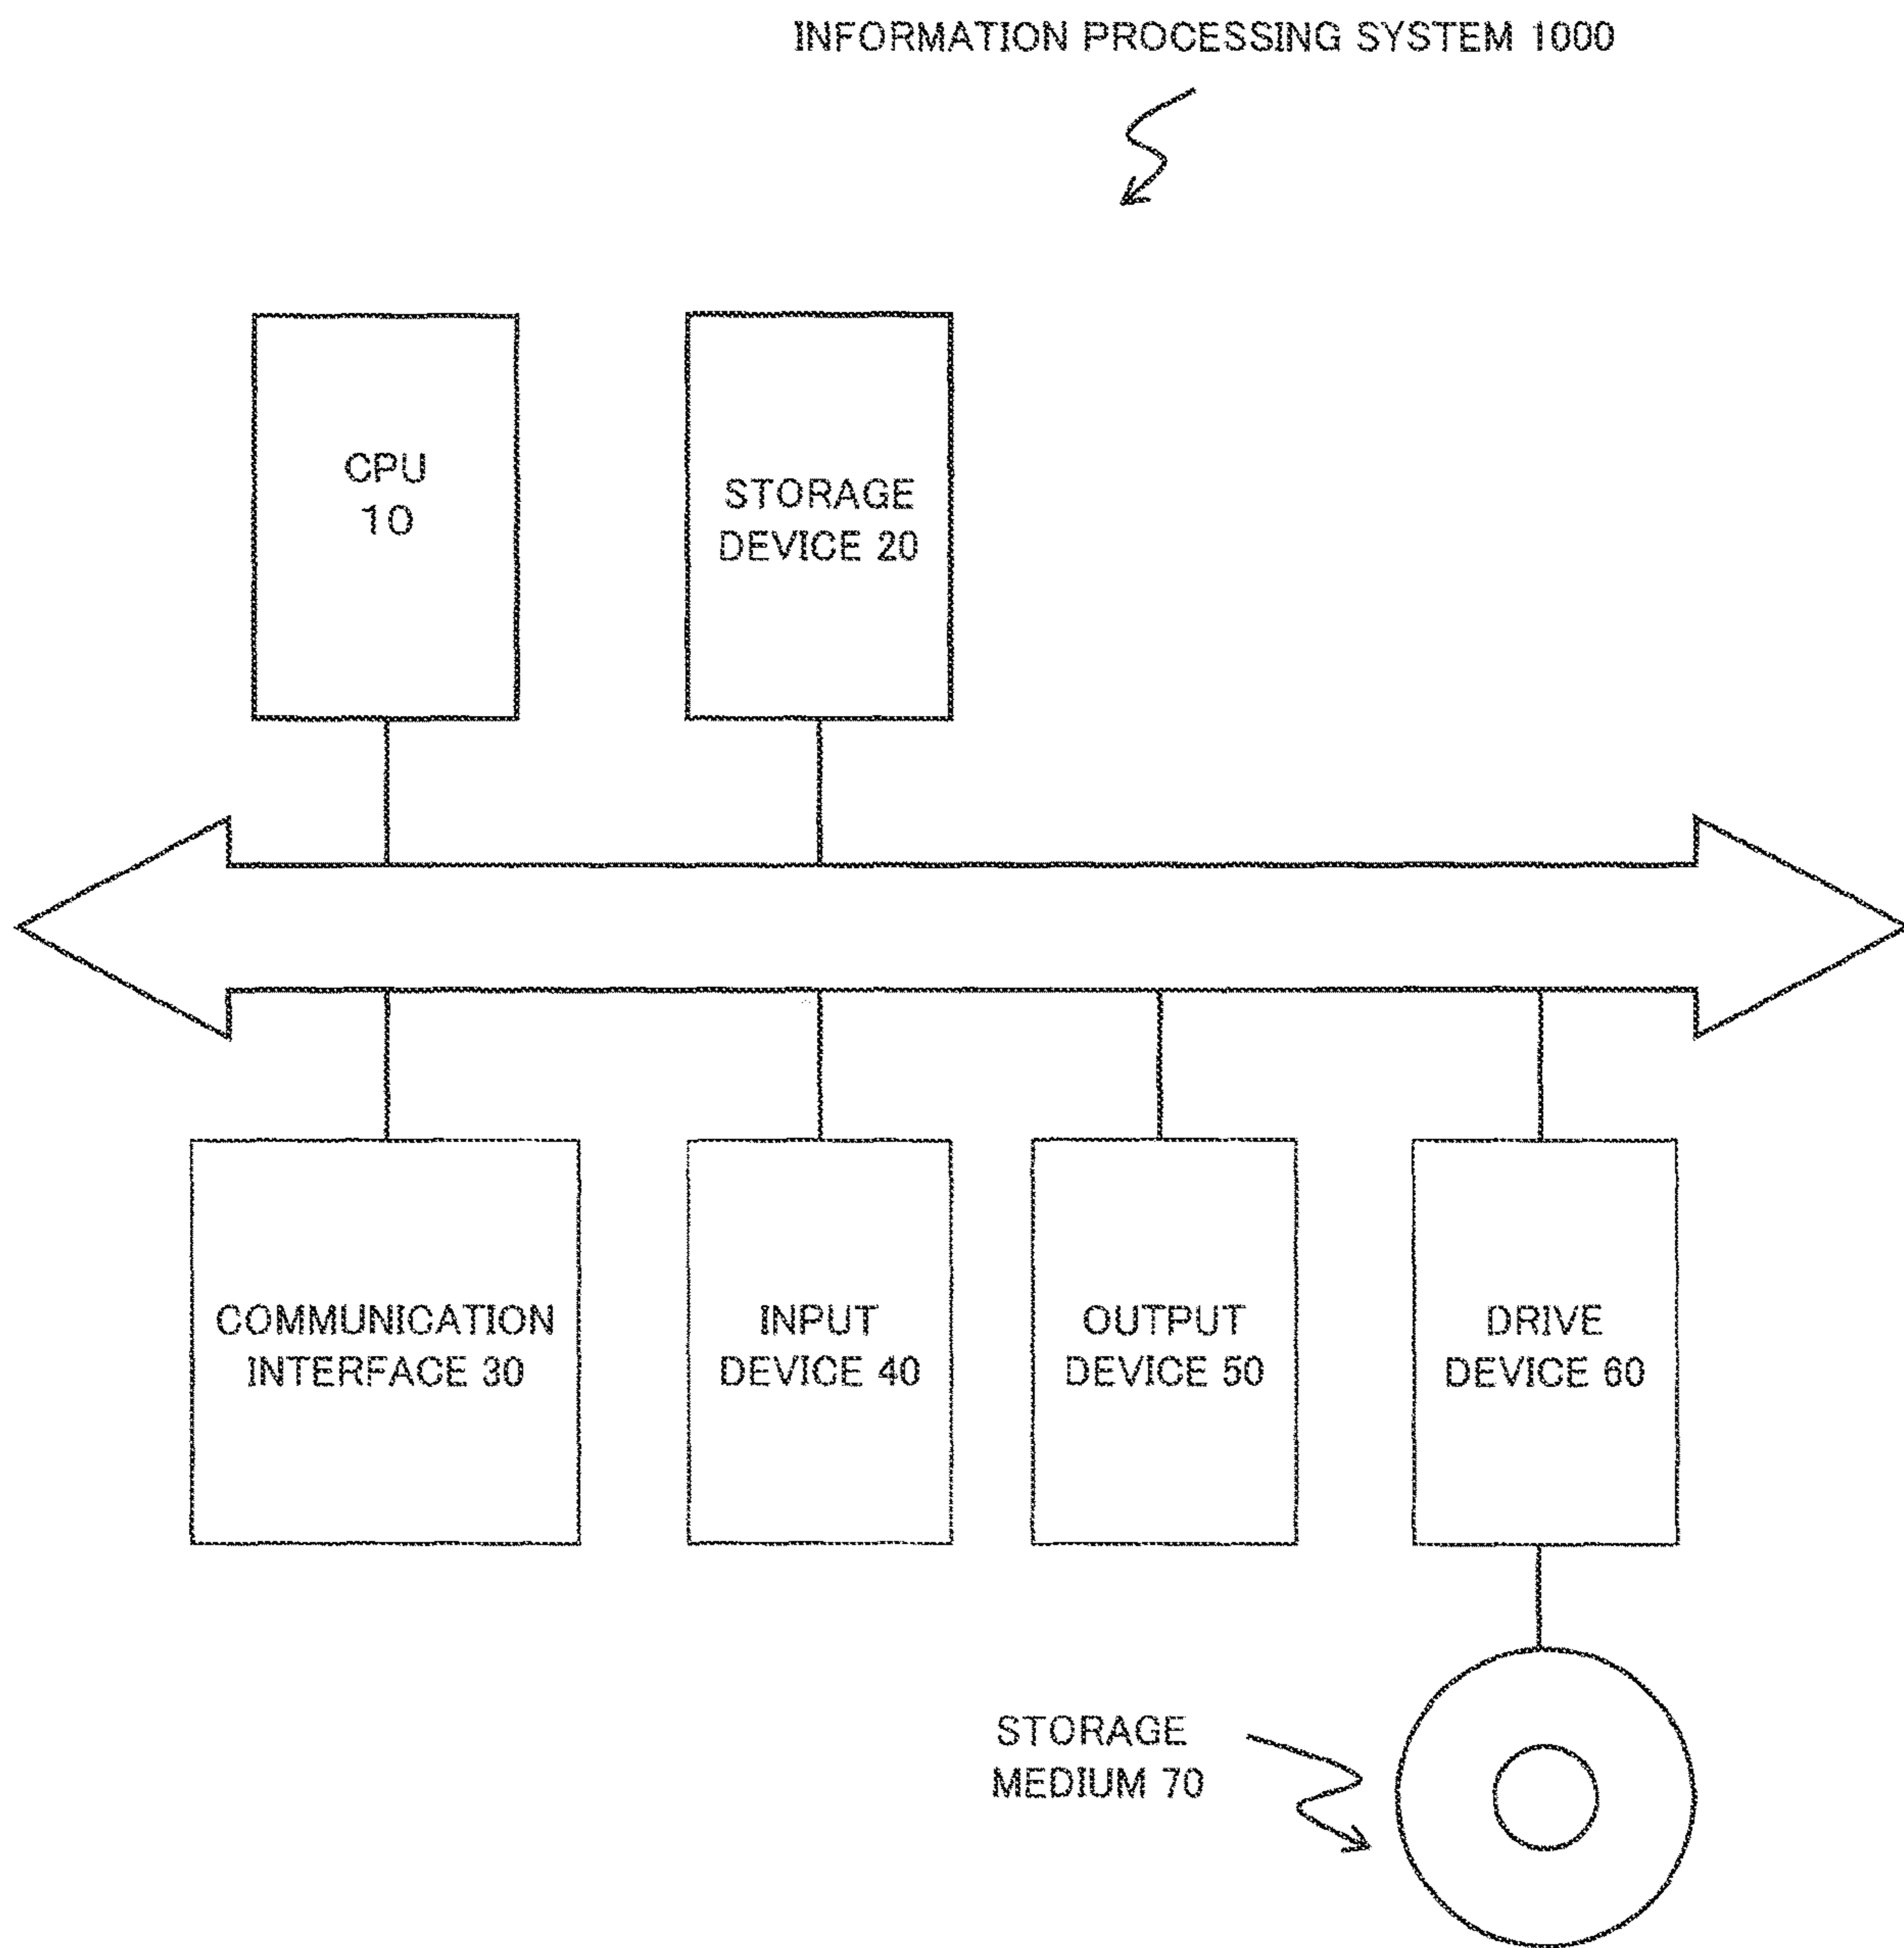 INFORMATION PROCESSING SYSTEM 1000
CPU
10
STORAGE
DEVICE 20
COMMUNICATION
INTERFACE 30
INPUT
DEVICE 40
OUTPUT
DEVICE 50
DRIVE
DEVICE 60
STORAGE
MEDIUM 70